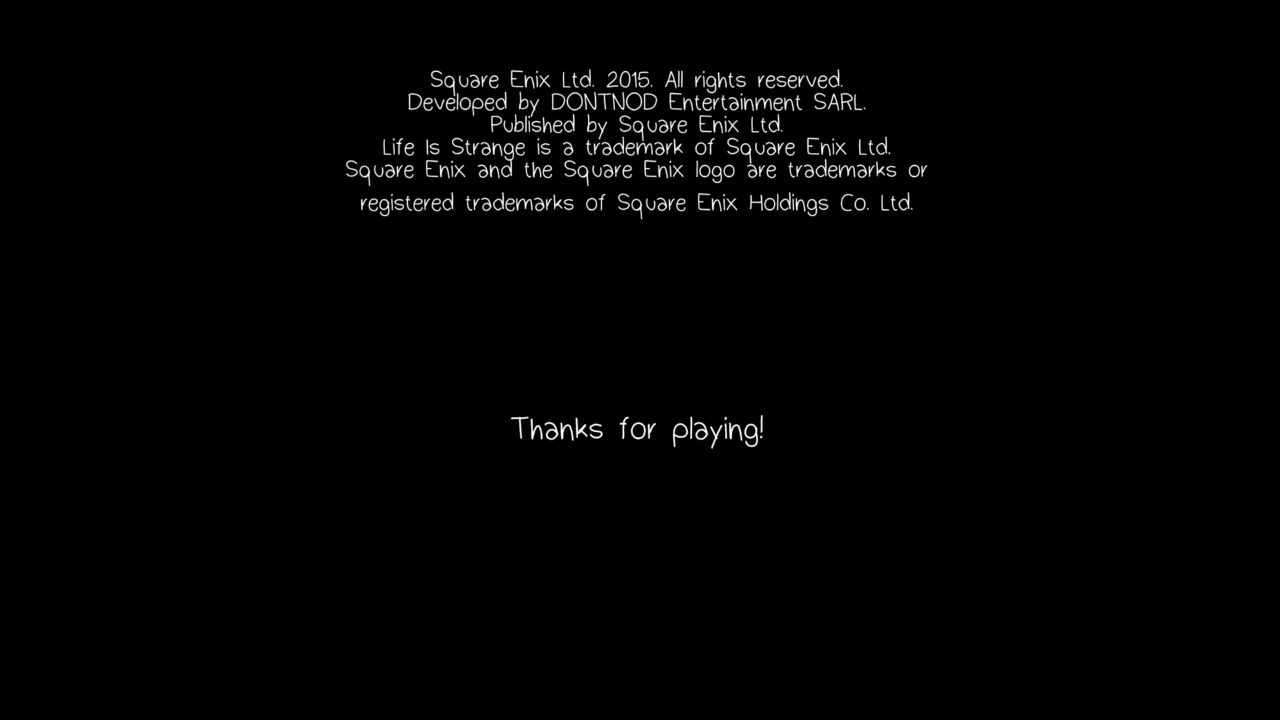 Square Enix Ltd. 2015. All rights reserved.
Developed by DONTNOD Entertainment SARL.
Published by Square Enix Ltd.
Life Is Strange is a trademark of Square Enix Ltd.
Square Enix and the Square Enix logo are trademarks or
registered trademarks of Square Enix Holdings Co. Ltd.
Thanks for playing!